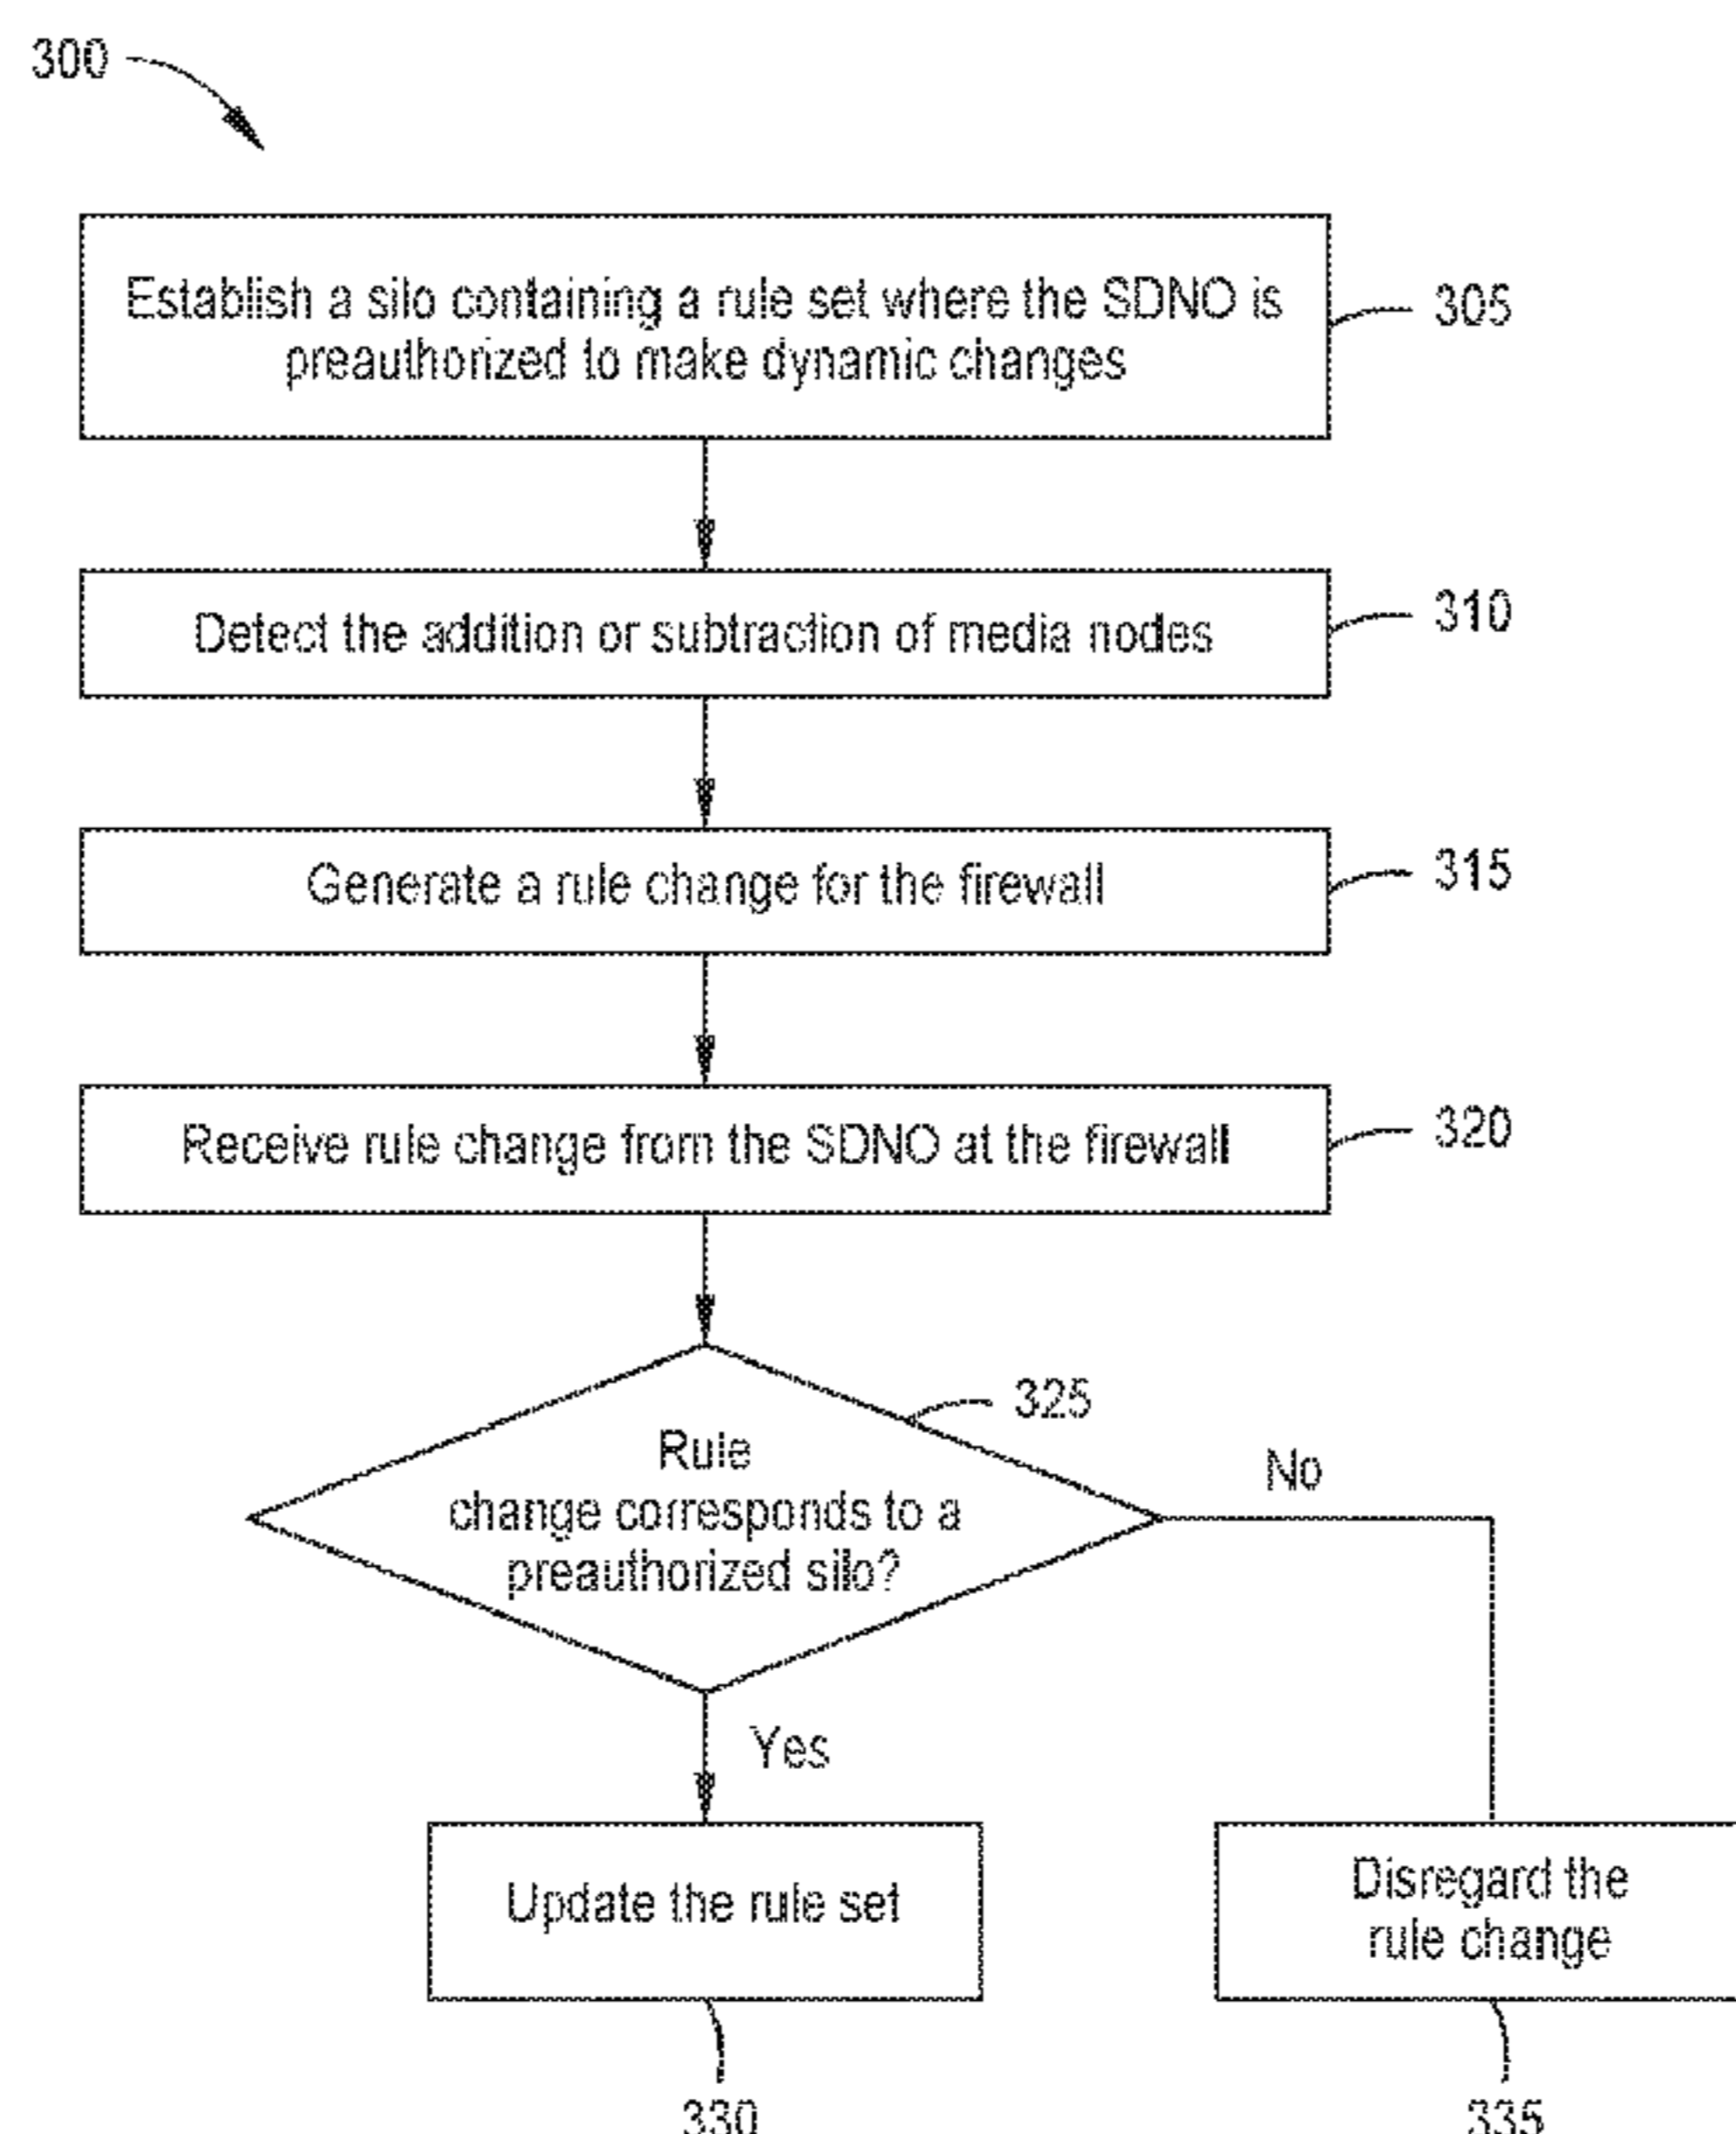 300
Establish a silo containing a rule set where the SDNO is
preauthorized to make dynamic changes
305
Detect the addition or subtraction of media nodes
310
Generate a rule change for the firewall
315
Receive rule change from the SDNO at the firewall
320
325
Rule
change corresponds to a
preauthorized silo?
No
Yes
Update the rule set
Disregard the
rule change
330
335